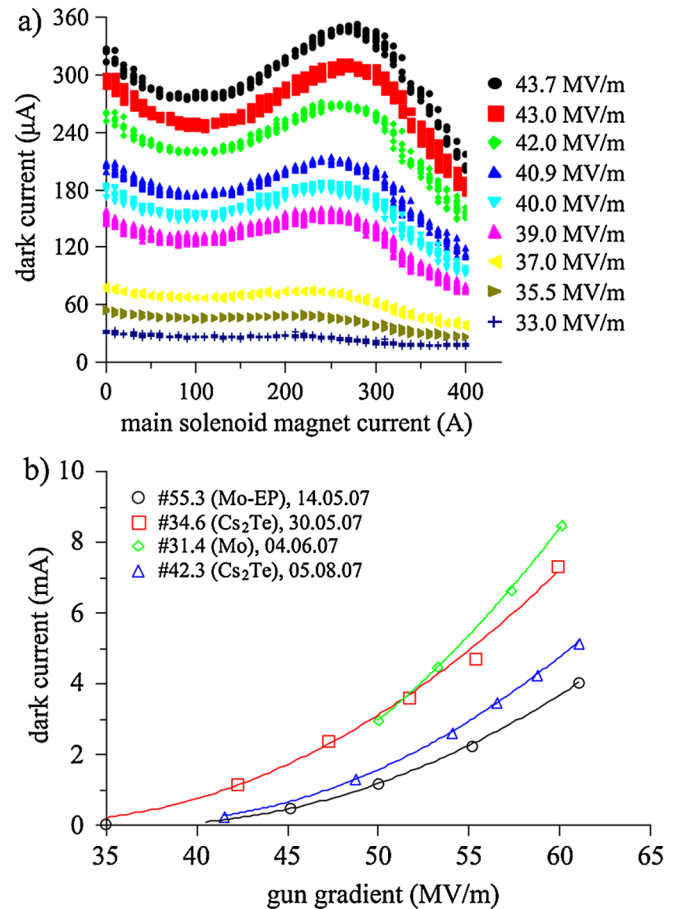 a)
360
300
240
180
120
60
0
dark current (µA)
0 100 200 300 400
main solenoid magnet current (A)
43.7 MV/m
43.0 MV/m
42.0 MV/m
40.9 MV/m
40.0 MV/m
39.0 MV/m
37.0 MV/m
35.5 MV/m
33.0 MV/m
b)
10
8
6
4
2
0
dark current (mA)
#55.3 (Mo-EP), 14.05.07
#34.6 (Cs₂Te), 30.05.07
#31.4 (Mo), 04.06.07
#42.3 (Cs₂Te), 05.08.07
35 40 45 50 55 60 65
gun gradient (MV/m)